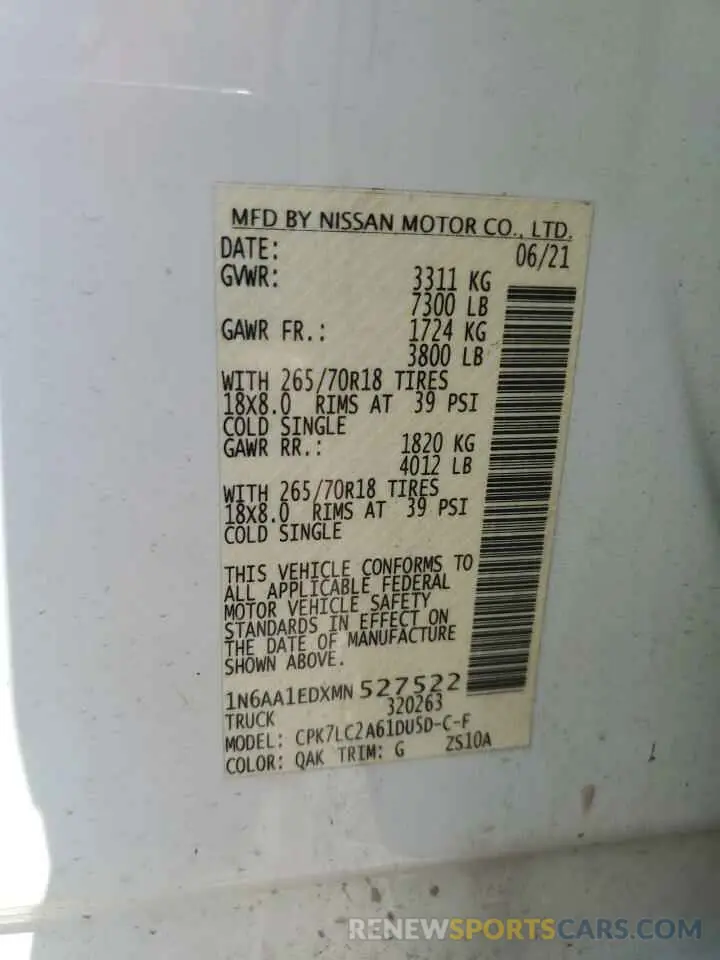 MFD BY NISSAN MOTOR CO., LTD.
DATE: 06/21
GVWR: 3311 KG
7300 LB
GAWR FR.: 1724 KG
3800 LB
WITH 265/70R18 TIRES
18X8.0 RIMS AT 39 PSI
COLD SINGLE
GAWR RR.: 1820 KG
4012 LB
WITH 265/70R18 TIRES
18X8.0 RIMS AT 39 PSI
COLD SINGLE
THIS VEHICLE CONFORMS TO
ALL APPLICABLE FEDERAL
MOTOR VEHICLE SAFETY
STANDARDS IN EFFECT ON
THE DATE OF MANUFACTURE
SHOWN ABOVE.
1N6AA1EDXMN 527522
TRUCK 320263
MODEL: CPK7LC2A61DU5D-C-F
COLOR: QAK TRIM: G ZS10A
RENEWSPORTSCARS.COM